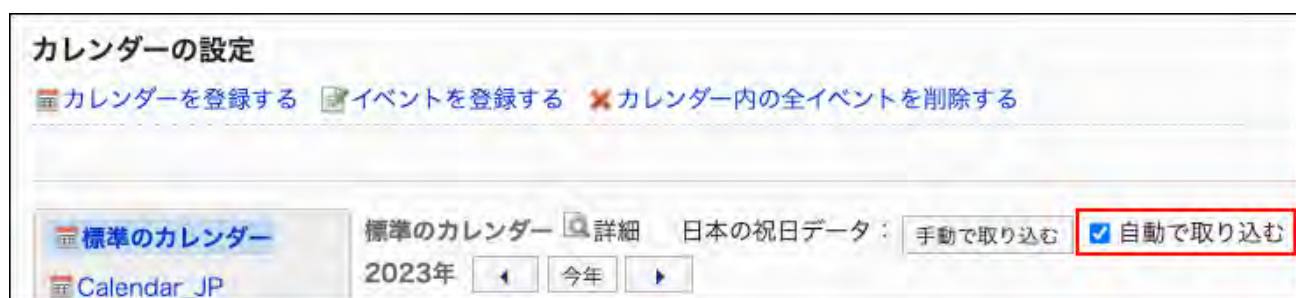 カレンダーの設定
カレンダーを登録する イベントを登録する カレンダー内の全イベントを削除する
標準のカレンダー 標準のカレンダー 詳細 日本の祝日データ： 手動で取り込む 自動で取り込む
Calendar_JP 2023年 今年